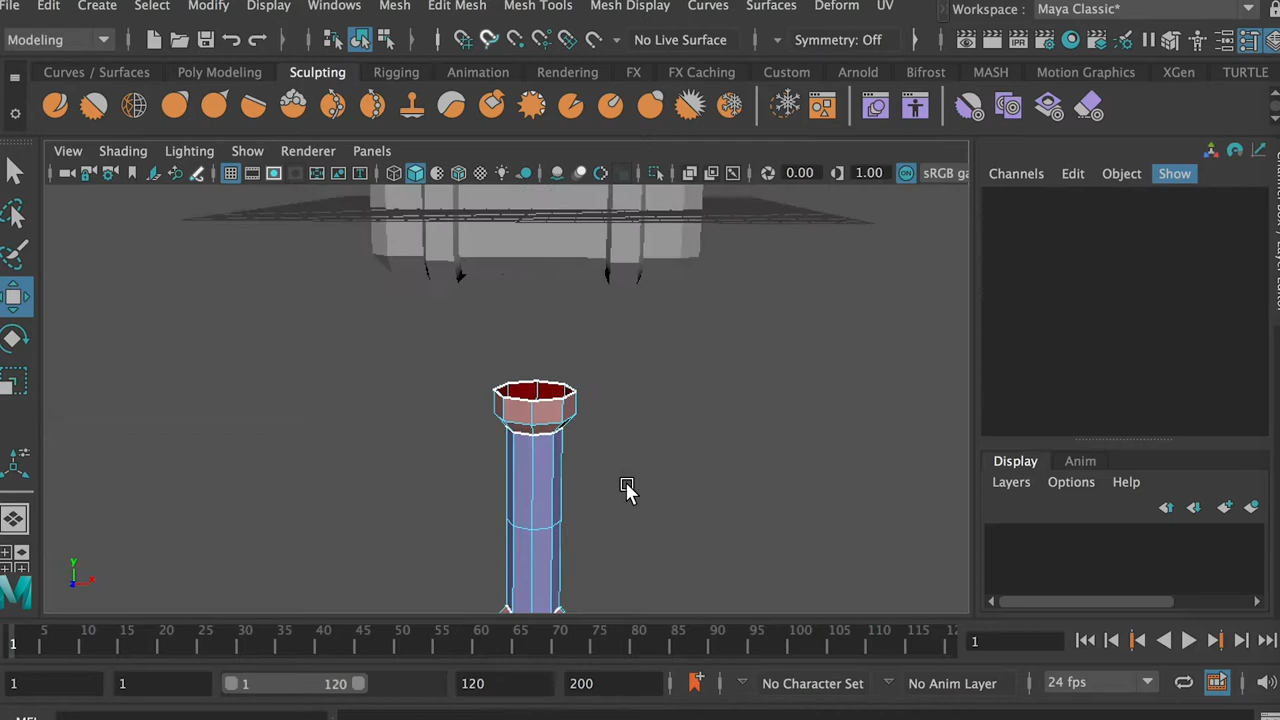 File Edit Create Select Modify Display Windows Mesh Edit Mesh Mesh Tools Mesh Display Curves Surfaces Deform UV Workspace : Maya Classic*
Modeling No Live Surface Symmetry: Off
Curves / Surfaces Poly Modeling Sculpting Rigging Animation Rendering FX FX Caching Custom Arnold Bifrost MASH Motion Graphics XGen TURTLE
IPR
View Shading Lighting Show Renderer Panels
0.00 1.00 ON sRGB ga
Channels Edit Object Show
Display Anim
Layers Options Help
y
x
z
1 5 10 15 20 25 30 35 40 45 50 55 60 65 70 75 80 85 90 95 100 105 110 115 12
1
1 1 1 120 120 200 No Character Set No Anim Layer 24 fps
MEL